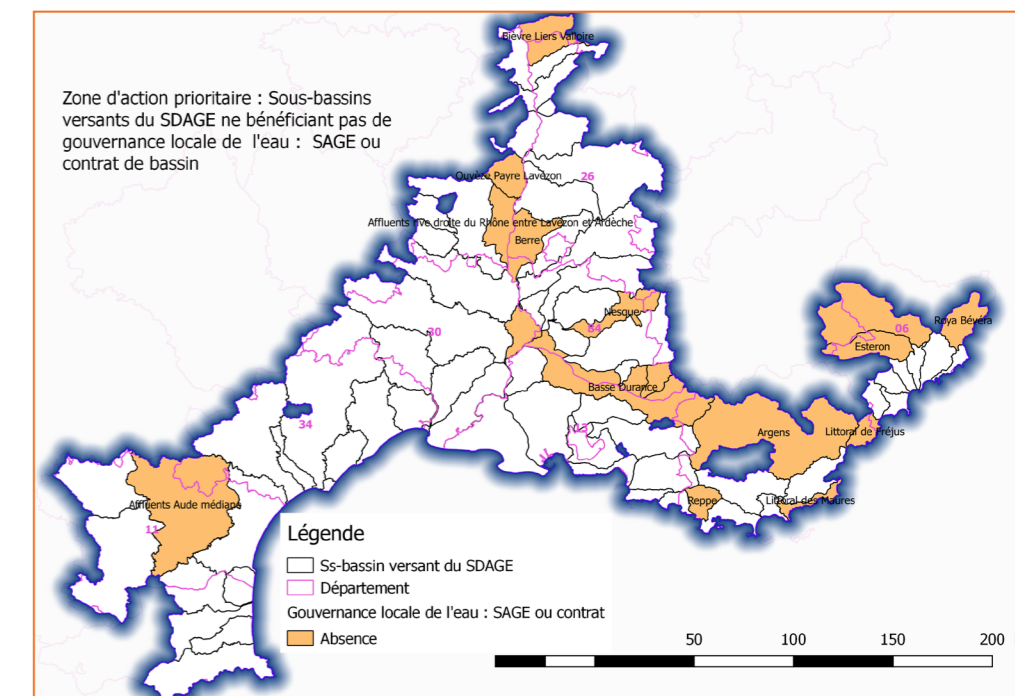 Bièvre Liers Valloire
Zone d'action prioritaire : Sous-bassins
versants du SDAGE ne bénéficiant pas de
gouvernance locale de l'eau : SAGE ou
contrat de bassin
Ouvèze Payre Lavézon
26
Affluents rive droite du Rhône entre Lavézon et Ardèche
Berre
Nesque
84
30
Roya Bévéra
06
Esteron
Basse Durance
34
13
Argens
Littoral de Fréjus
Affluents Aude médiane
Reppe
Littoral des Maures
11
Légende
Ss-bassin versant du SDAGE
Département
Gouvernance locale de l'eau : SAGE ou contrat
Absence
50 100 150 200